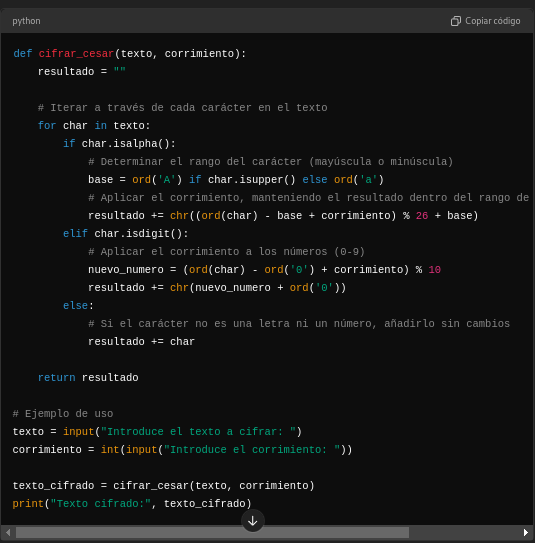 python
Copiar código
def cifrar_cesar(texto, corrimiento):
    resultado = ""

    # Iterar a través de cada carácter en el texto
    for char in texto:
        if char.isalpha():
            # Determinar el rango del carácter (mayúscula o minúscula)
            base = ord('A') if char.isupper() else ord('a')
            # Aplicar el corrimiento, manteniendo el resultado dentro del rango de
            resultado += chr((ord(char) - base + corrimiento) % 26 + base)
        elif char.isdigit():
            # Aplicar el corrimiento a los números (0-9)
            nuevo_numero = (ord(char) - ord('0') + corrimiento) % 10
            resultado += chr(nuevo_numero + ord('0'))
        else:
            # Si el carácter no es una letra ni un número, añadirlo sin cambios
            resultado += char

    return resultado

# Ejemplo de uso
texto = input("Introduce el texto a cifrar: ")
corrimiento = int(input("Introduce el corrimiento: "))

texto_cifrado = cifrar_cesar(texto, corrimiento)
print("Texto cifrado:", texto_cifrado)